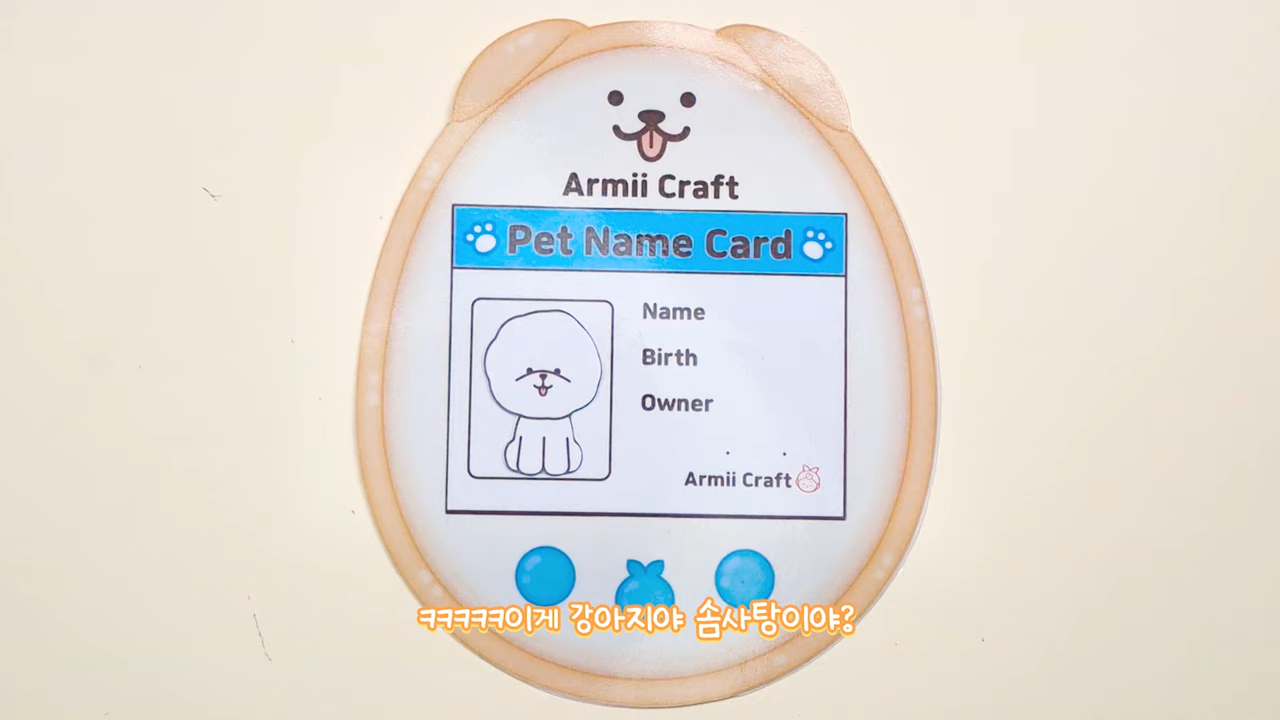 Armii Craft
Pet Name Card
Name
Birth
Owner
Armii Craft
ㅋㅋㅋㅋㅋ이게 강아지야 솜사탕이야?